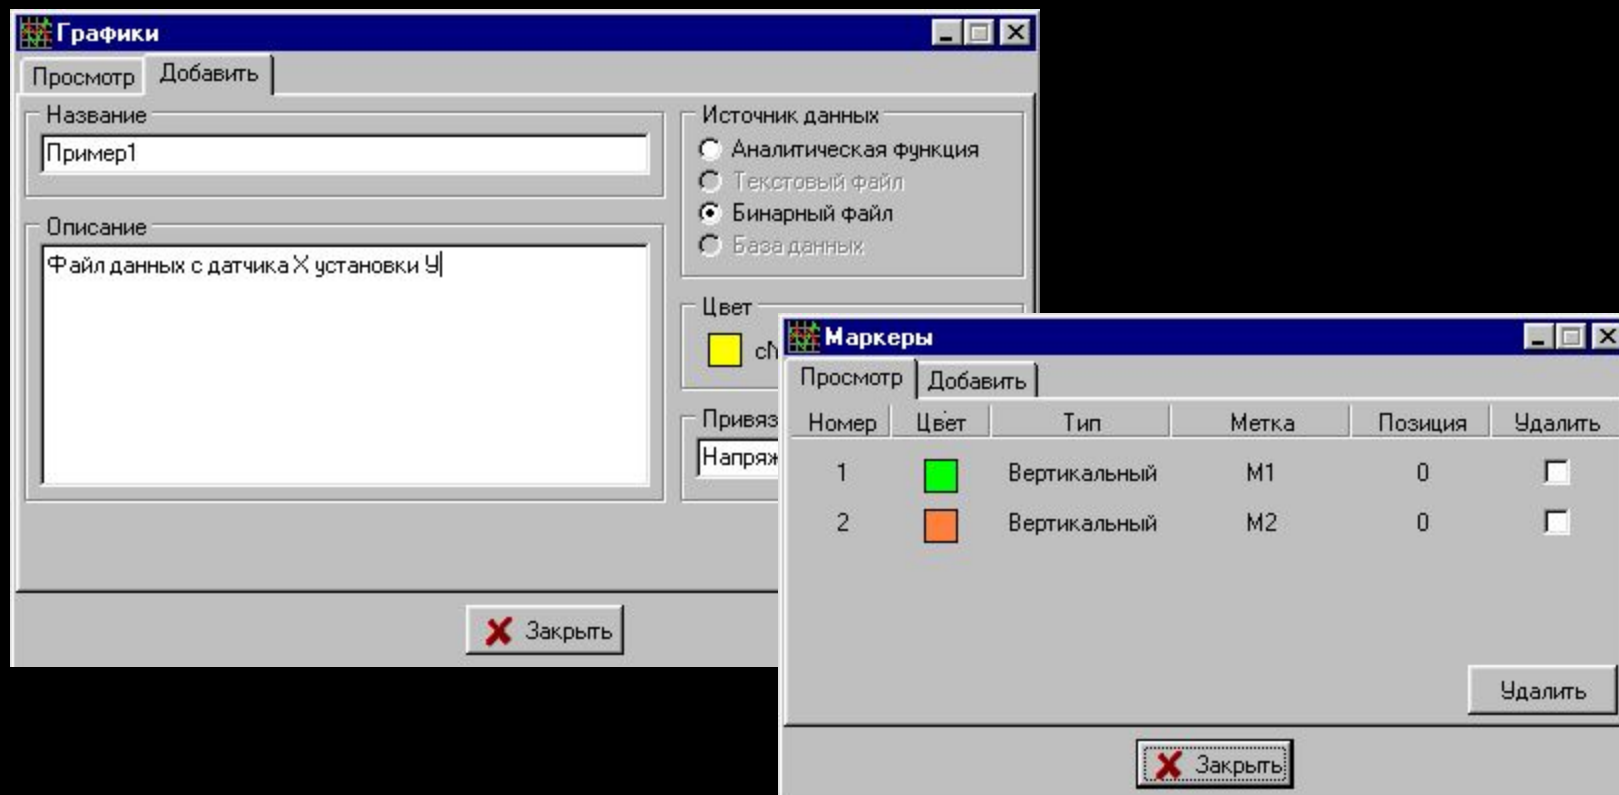 Графики
Просмотр
Добавить
Название
Пример1
Описание
Файл данных с датчика X установки У
Источник данных
Аналитическая функция
Текстовый файл
Бинарный файл
База данных
Цвет
Закрыть
Маркеры
Просмотр
Добавить
Номер Цвет Тип Метка Позиция Удалить
1 Вертикальный М1 0
2 Вертикальный М2 0
Удалить
Закрыть